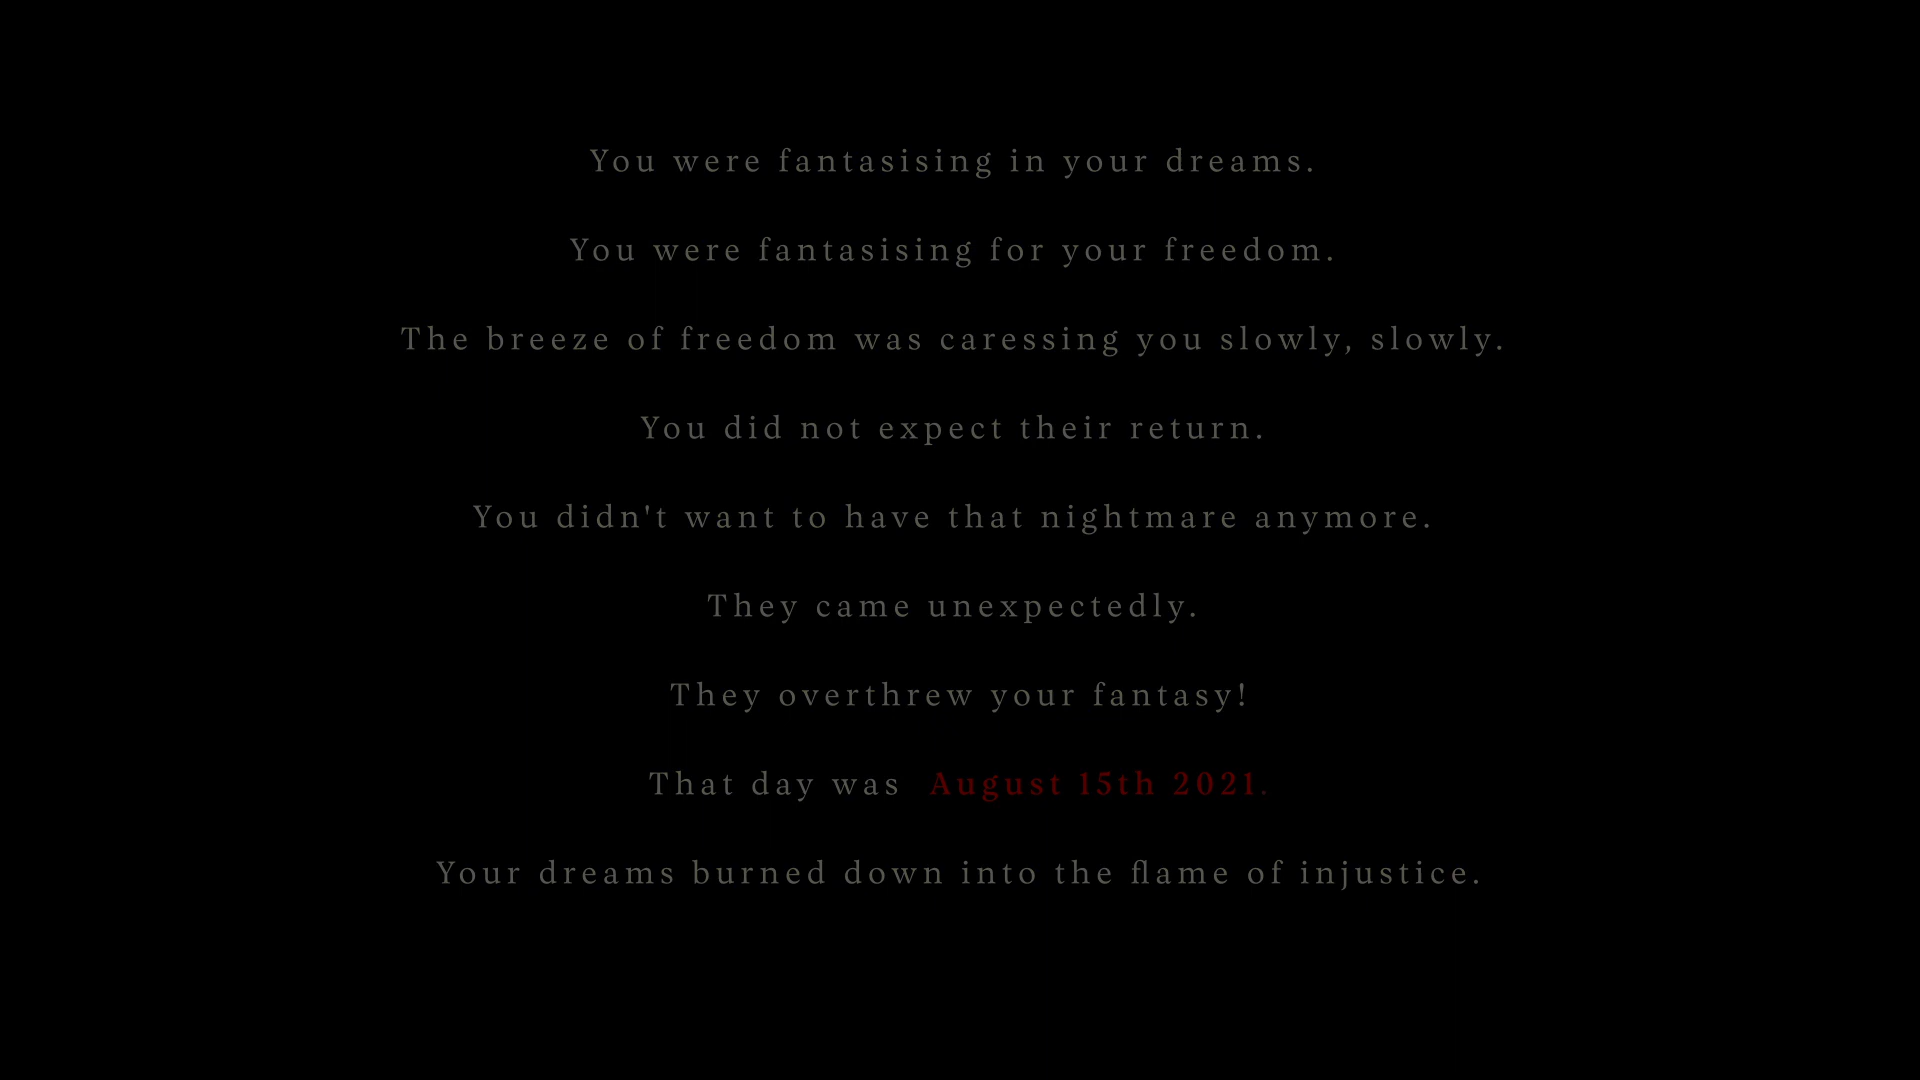 You were fantasising in your dreams.
You were fantasising for your freedom.
The breeze of freedom was caressing you slowly, slowly.
You did not expect their return.
You didn't want to have that nightmare anymore.
They came unexpectedly.
They overthrew your fantasy!
That day was August 15th 2021.
Your dreams burned down into the flame of injustice.